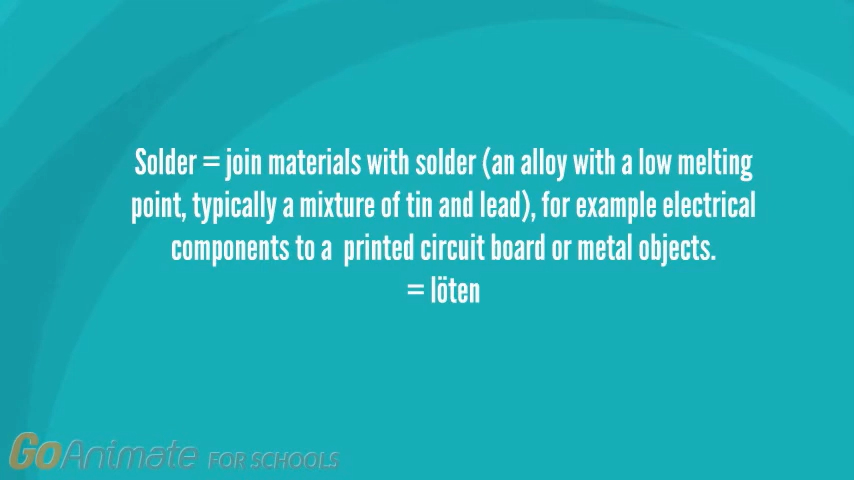 Solder = join materials with solder (an alloy with a low melting
point, typically a mixture of tin and lead), for example electrical
components to a  printed circuit board or metal objects.
= löten
GoAnimate FOR SCHOOLS